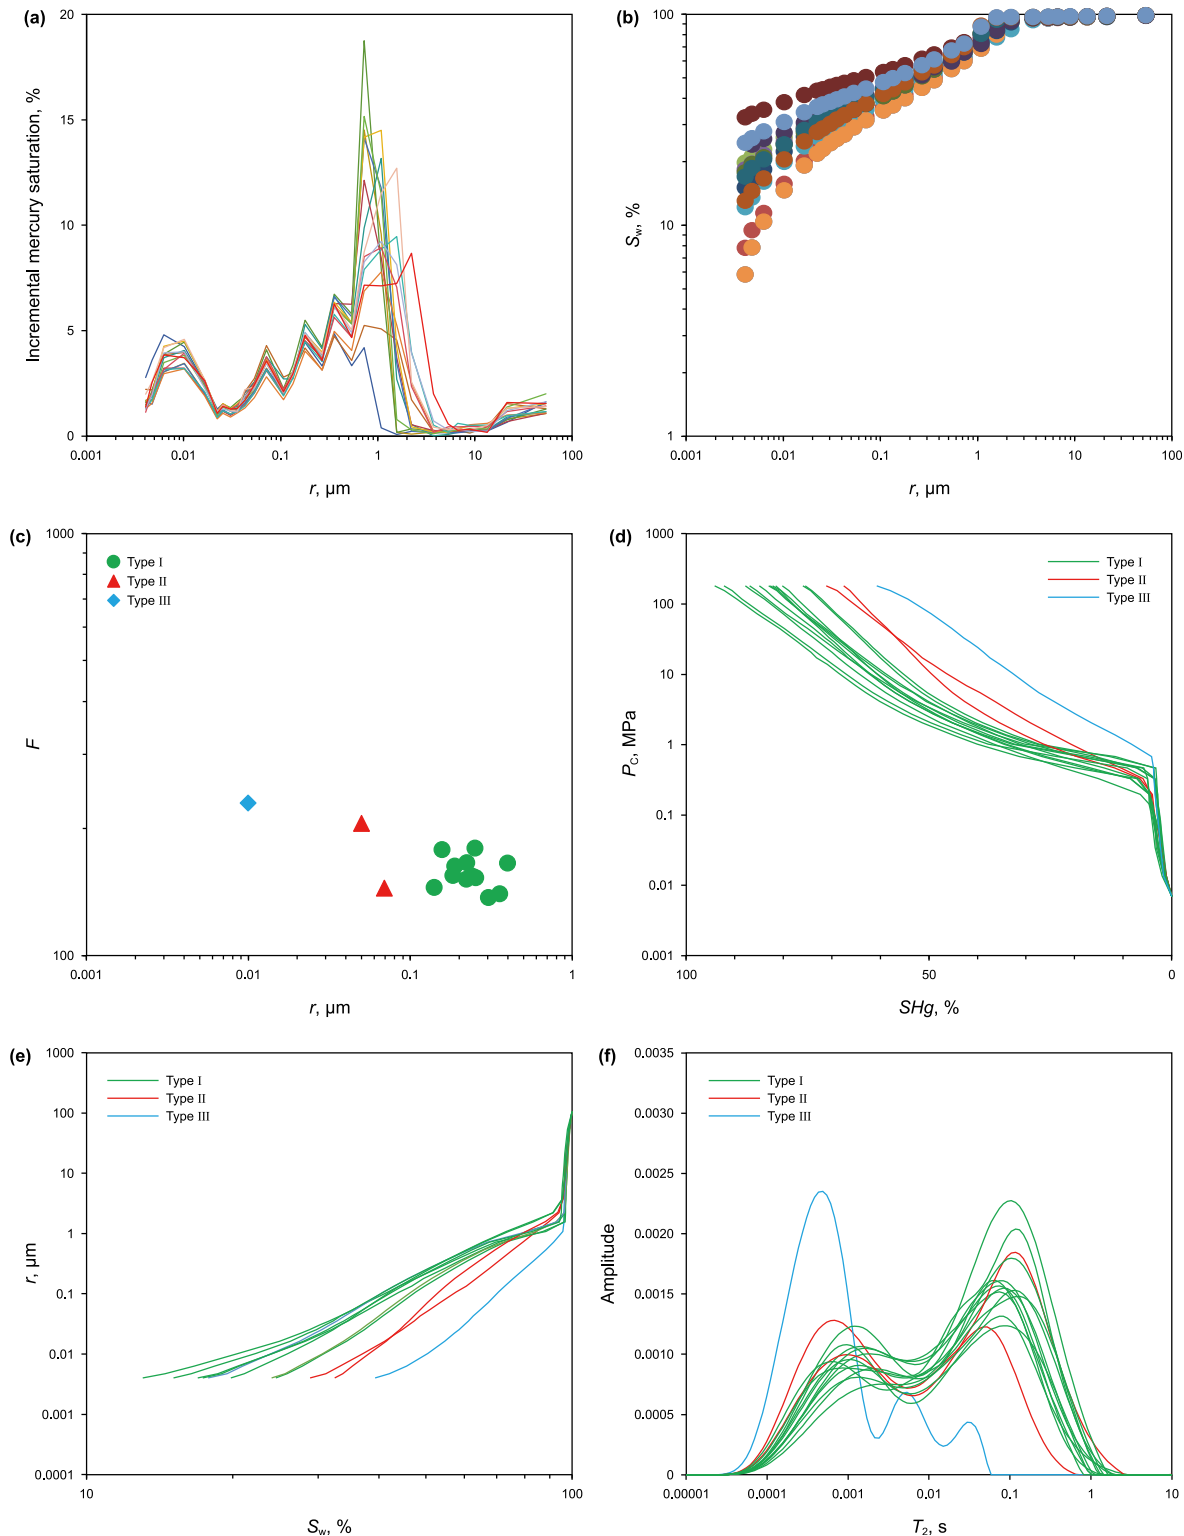 (a)
20
15
10
5
0
Incremental mercury saturation, %
0.001
0.01
0.1
1
10
100
r, µm
(b)
100
10
1
Sw, %
0.001
0.01
0.1
1
10
100
r, µm
(c)
1000
100
F
Type I
Type II
Type III
0.001
0.01
0.1
1
r, µm
(d)
1000
100
10
1
0.1
0.01
0.001
PC, MPa
Type I
Type II
Type III
100
50
0
SHg, %
(e)
1000
100
10
1
0.1
0.01
0.001
0.0001
r, µm
Type I
Type II
Type III
10
100
Sw, %
(f)
0.0035
0.0030
0.0025
0.0020
0.0015
0.0010
0.0005
0
Amplitude
Type I
Type II
Type III
0.00001
0.0001
0.001
0.01
0.1
1
10
T2, s